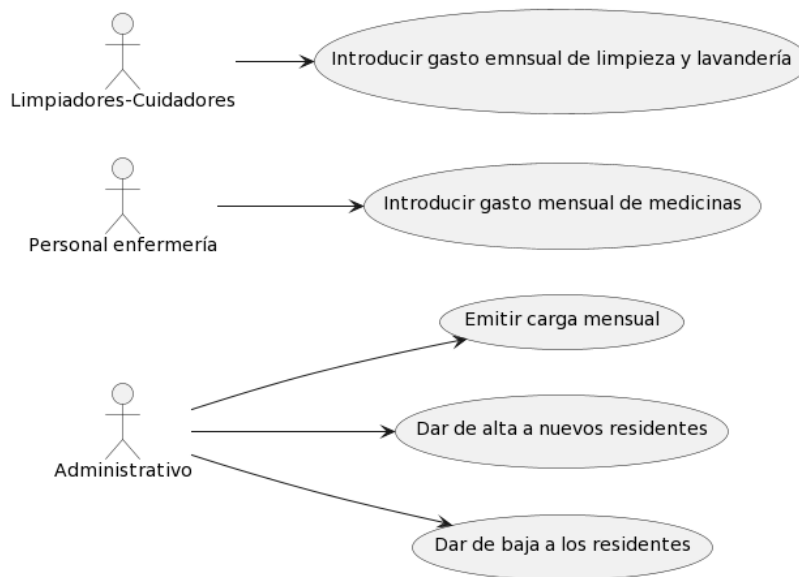 Introducir gasto emnsual de limpieza y lavandería
Limpiadores-Cuidadores
Introducir gasto mensual de medicinas
Personal enfermería
Emitir carga mensual
Dar de alta a nuevos residentes
Administrativo
Dar de baja a los residentes